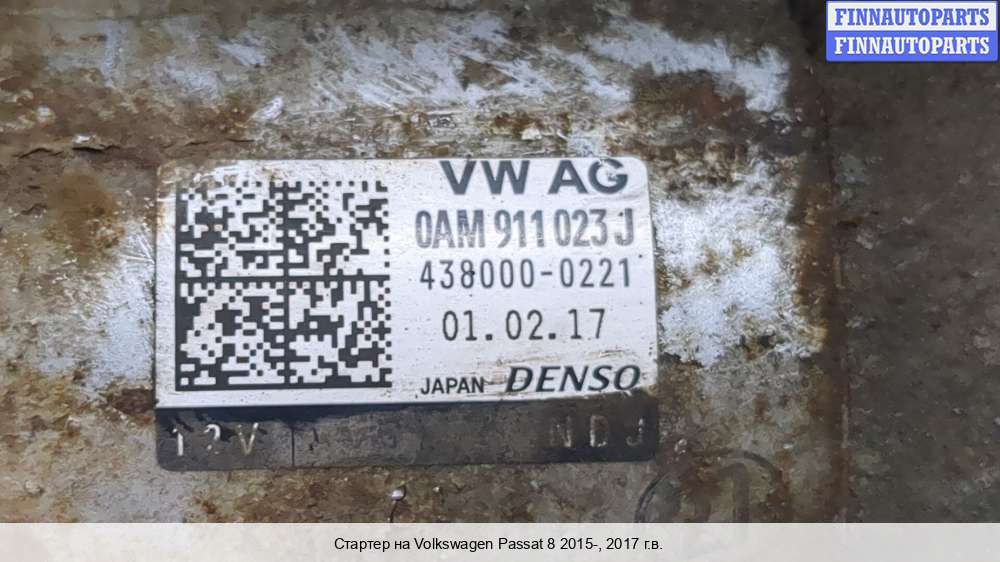 FINNAUTOPARTS
FINNAUTOPARTS
VW AG
0AM 911 023 J
438000-0221
01.02.17
JAPAN DENSO
12V NDJ
Стартер на Volkswagen Passat 8 2015-, 2017 г.в.